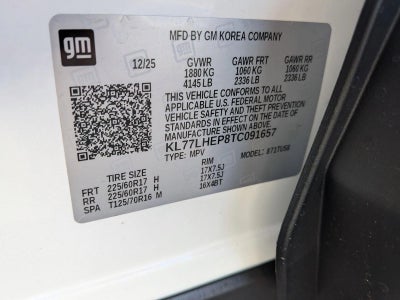 gm
MFD BY GM KOREA COMPANY
12/25 GVWR GAWR FRT GAWR RR
1880 KG 1060 KG 1060 KG
4145 LB 2336 LB 2336 LB
THIS VEHICLE CONFORMS TO ALL
APPLICABLE U.S. FEDERAL MOTOR
VEHICLE SAFETY AND THEFT PREVENTION
STANDARDS IN EFFECT ON THE DATE OF
MANUFACTURE SHOWN ABOVE.
KL77LHEP8TC091657
TYPE: MPV MODEL:
TIRE SIZE RIM
FRT 225/60R17 H 17X7.5J
RR 225/60R17 H 17X7.5J
SPA T125/70R16 M 16X4BT